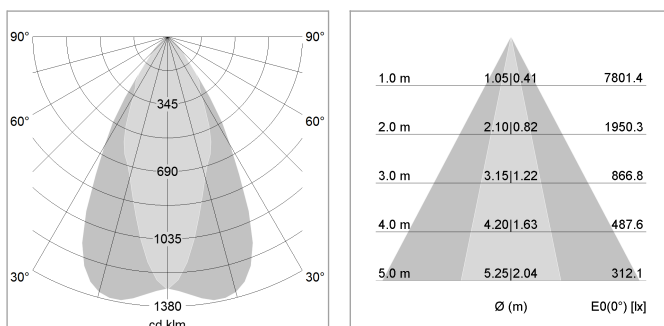 90° 90°
345
60° 60°
690
1035
30° 30°
1380
cd klm
1.0 m 1.05|0.41 7801.4
2.0 m 2.10|0.82 1950.3
3.0 m 3.15|1.22 866.8
4.0 m 4.20|1.63 487.6
5.0 m 5.25|2.04 312.1
Ø (m) E0(0°) [lx]